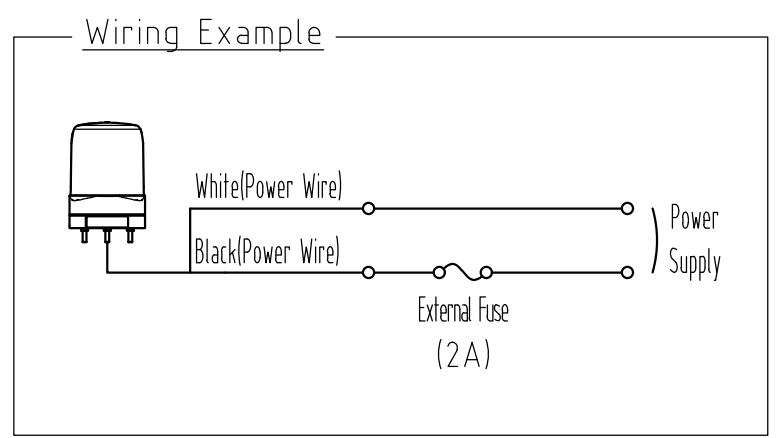 Wiring Example
White(Power Wire)
Black(Power Wire)
Power
Supply
External Fuse
(2A)